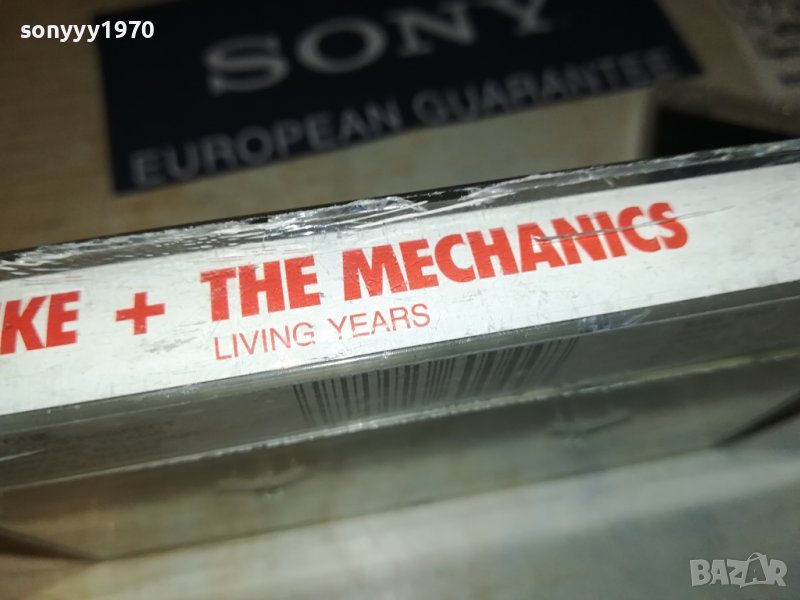 sonyyy1970
SONY
EUROPEAN GUARANTEE
KE + THE MECHANICS
LIVING YEARS
BAZAR